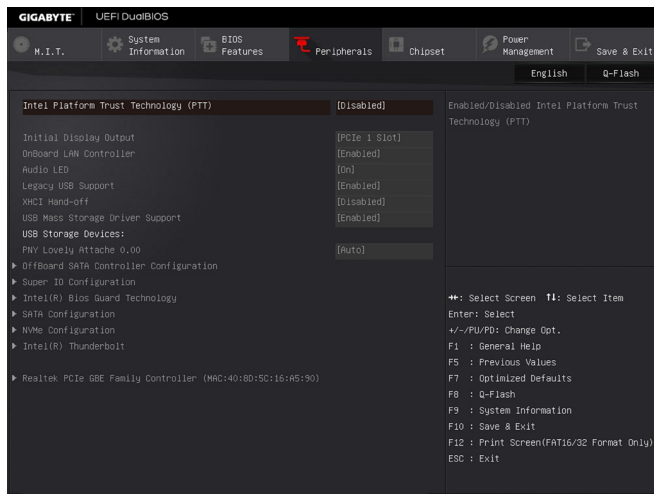 GIGABYTE™ UEFI DualBIOS
M.I.T.
System Information
BIOS Features
Peripherals
Chipset
Power Management
Save & Exit
English
Q-Flash
Intel Platform Trust Technology (PTT) [Disabled]
Initial Display Output [PCIe 1 Slot]
OnBoard LAN Controller [Enabled]
Audio LED [On]
Legacy USB Support [Enabled]
XHCI Hand-off [Disabled]
USB Mass Storage Driver Support [Enabled]
USB Storage Devices:
PNY Lovely Attache 0.00 [Auto]
OffBoard SATA Controller Configuration
Super IO Configuration
Intel(R) Bios Guard Technology
SATA Configuration
NVMe Configuration
Intel(R) Thunderbolt
Realtek PCIe GBE Family Controller (MAC:40:8D:5C:16:A5:90)
Enabled/Disabled Intel Platform Trust
Technology (PTT)
→←: Select Screen ↑↓: Select Item
Enter: Select
+/-/PU/PD: Change Opt.
F1 : General Help
F5 : Previous Values
F7 : Optimized Defaults
F8 : Q-Flash
F9 : System Information
F10 : Save & Exit
F12 : Print Screen(FAT16/32 Format Only)
ESC : Exit